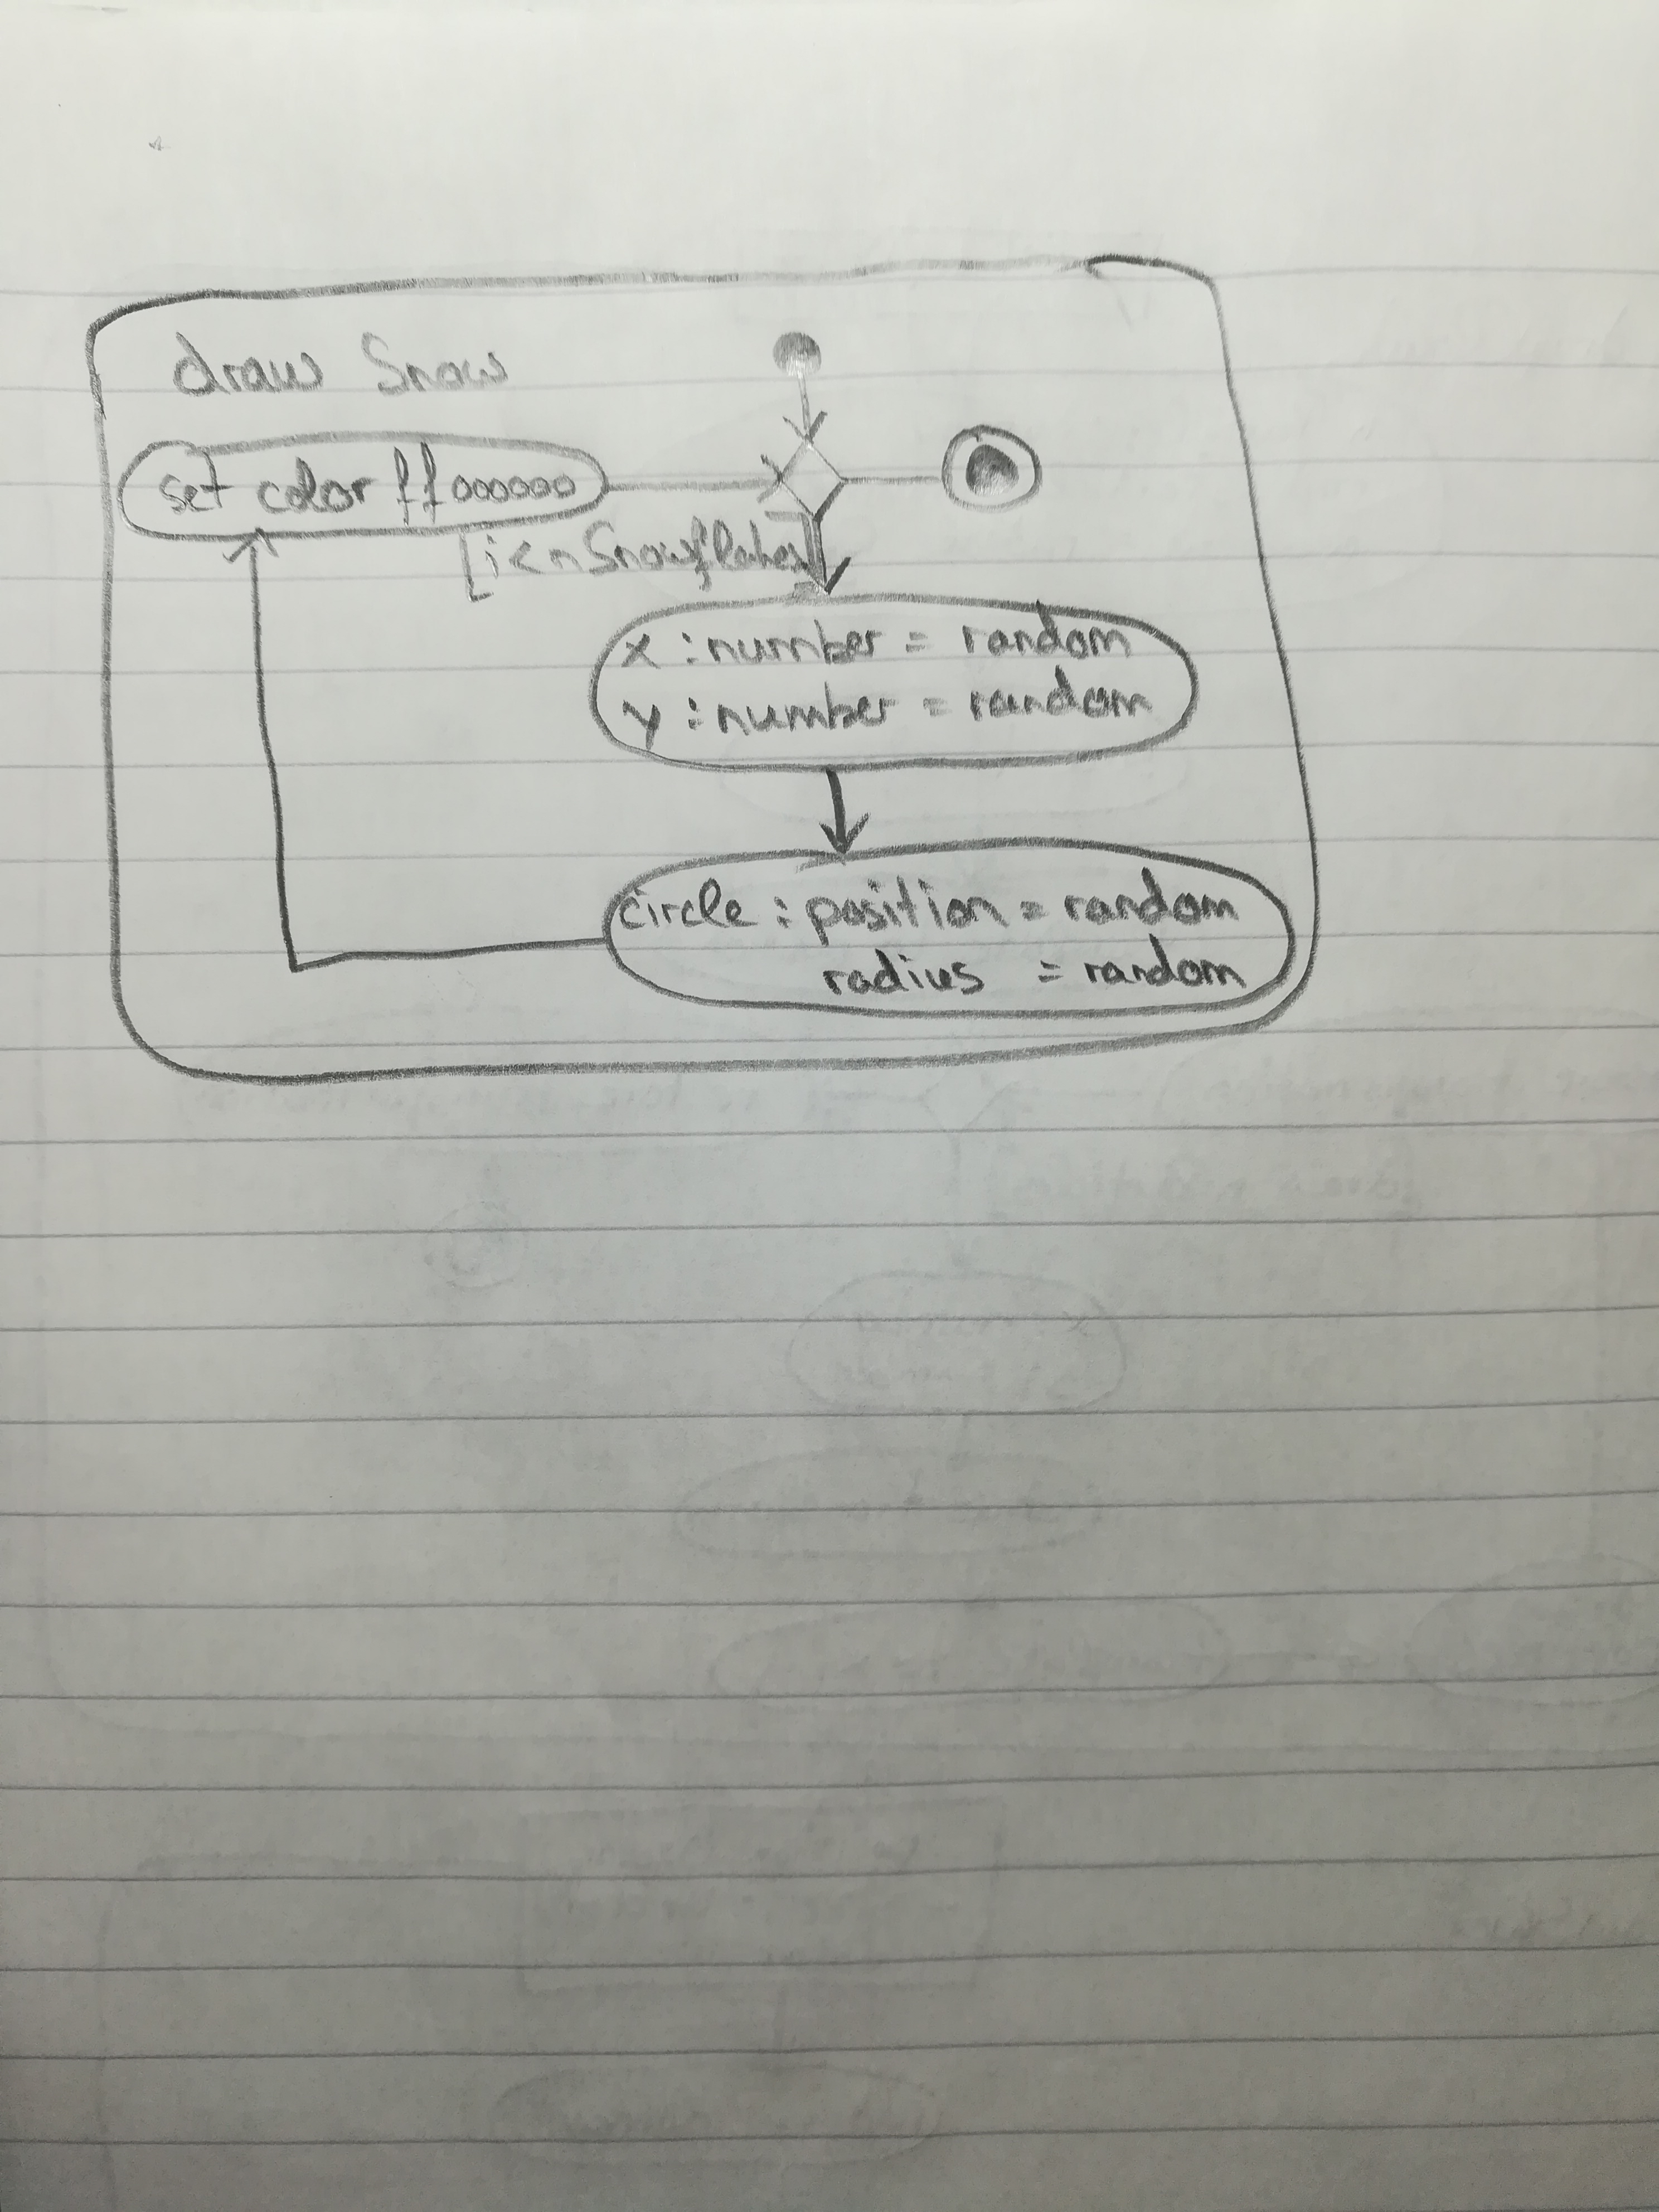 draw Snow
set color ff000000
[i<nSnowflakes]
x : number = random
y : number = random
circle : position = random
radius = random